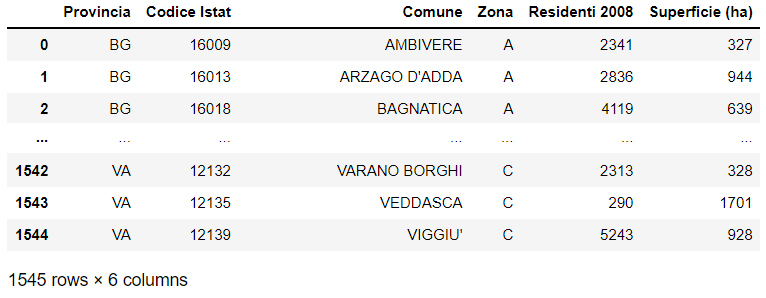 Provincia Codice Istat Comune Zona Residenti 2008 Superficie (ha)
0 BG 16009 AMBIVERE A 2341 327
1 BG 16013 ARZAGO D'ADDA A 2836 944
2 BG 16018 BAGNATICA A 4119 639
... ... ... ... ... ... ...
1542 VA 12132 VARANO BORGHI C 2313 328
1543 VA 12135 VEDDASCA C 290 1701
1544 VA 12139 VIGGIU' C 5243 928
1545 rows × 6 columns